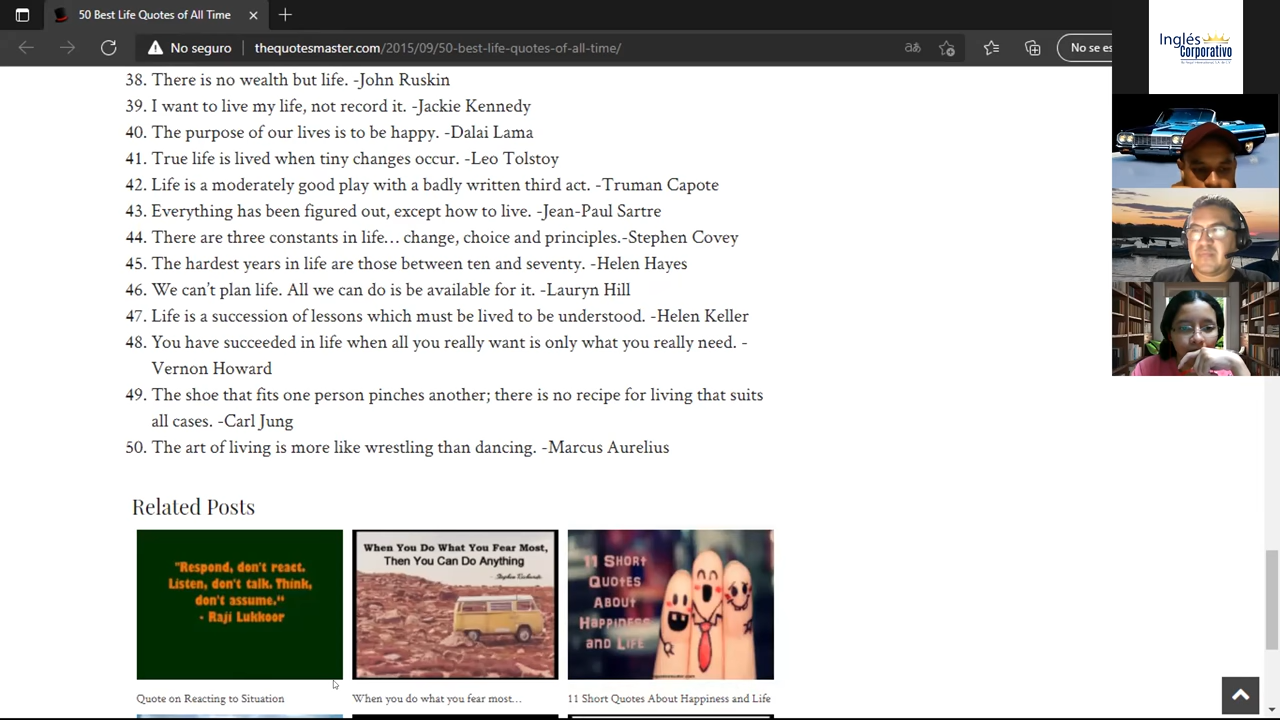 50 Best Life Quotes of All Time
No seguro
thequotesmaster.com/2015/09/50-best-life-quotes-of-all-time/
No se es
Inglés
Corporativo
38. There is no wealth but life. -John Ruskin
39. I want to live my life, not record it. -Jackie Kennedy
40. The purpose of our lives is to be happy. -Dalai Lama
41. True life is lived when tiny changes occur. -Leo Tolstoy
42. Life is a moderately good play with a badly written third act. -Truman Capote
43. Everything has been figured out, except how to live. -Jean-Paul Sartre
44. There are three constants in life… change, choice and principles.-Stephen Covey
45. The hardest years in life are those between ten and seventy. -Helen Hayes
46. We can’t plan life. All we can do is be available for it. -Lauryn Hill
47. Life is a succession of lessons which must be lived to be understood. -Helen Keller
48. You have succeeded in life when all you really want is only what you really need. -
Vernon Howard
49. The shoe that fits one person pinches another; there is no recipe for living that suits
all cases. -Carl Jung
50. The art of living is more like wrestling than dancing. -Marcus Aurelius
Related Posts
"Respond, don't react.
Listen, don't talk. Think,
don't assume."
- Raji Lukkoor
When You Do What You Fear Most,
Then You Can Do Anything
11 Short
Quotes
About
Happiness
and Life
Quote on Reacting to Situation
When you do what you fear most…
11 Short Quotes About Happiness and Life